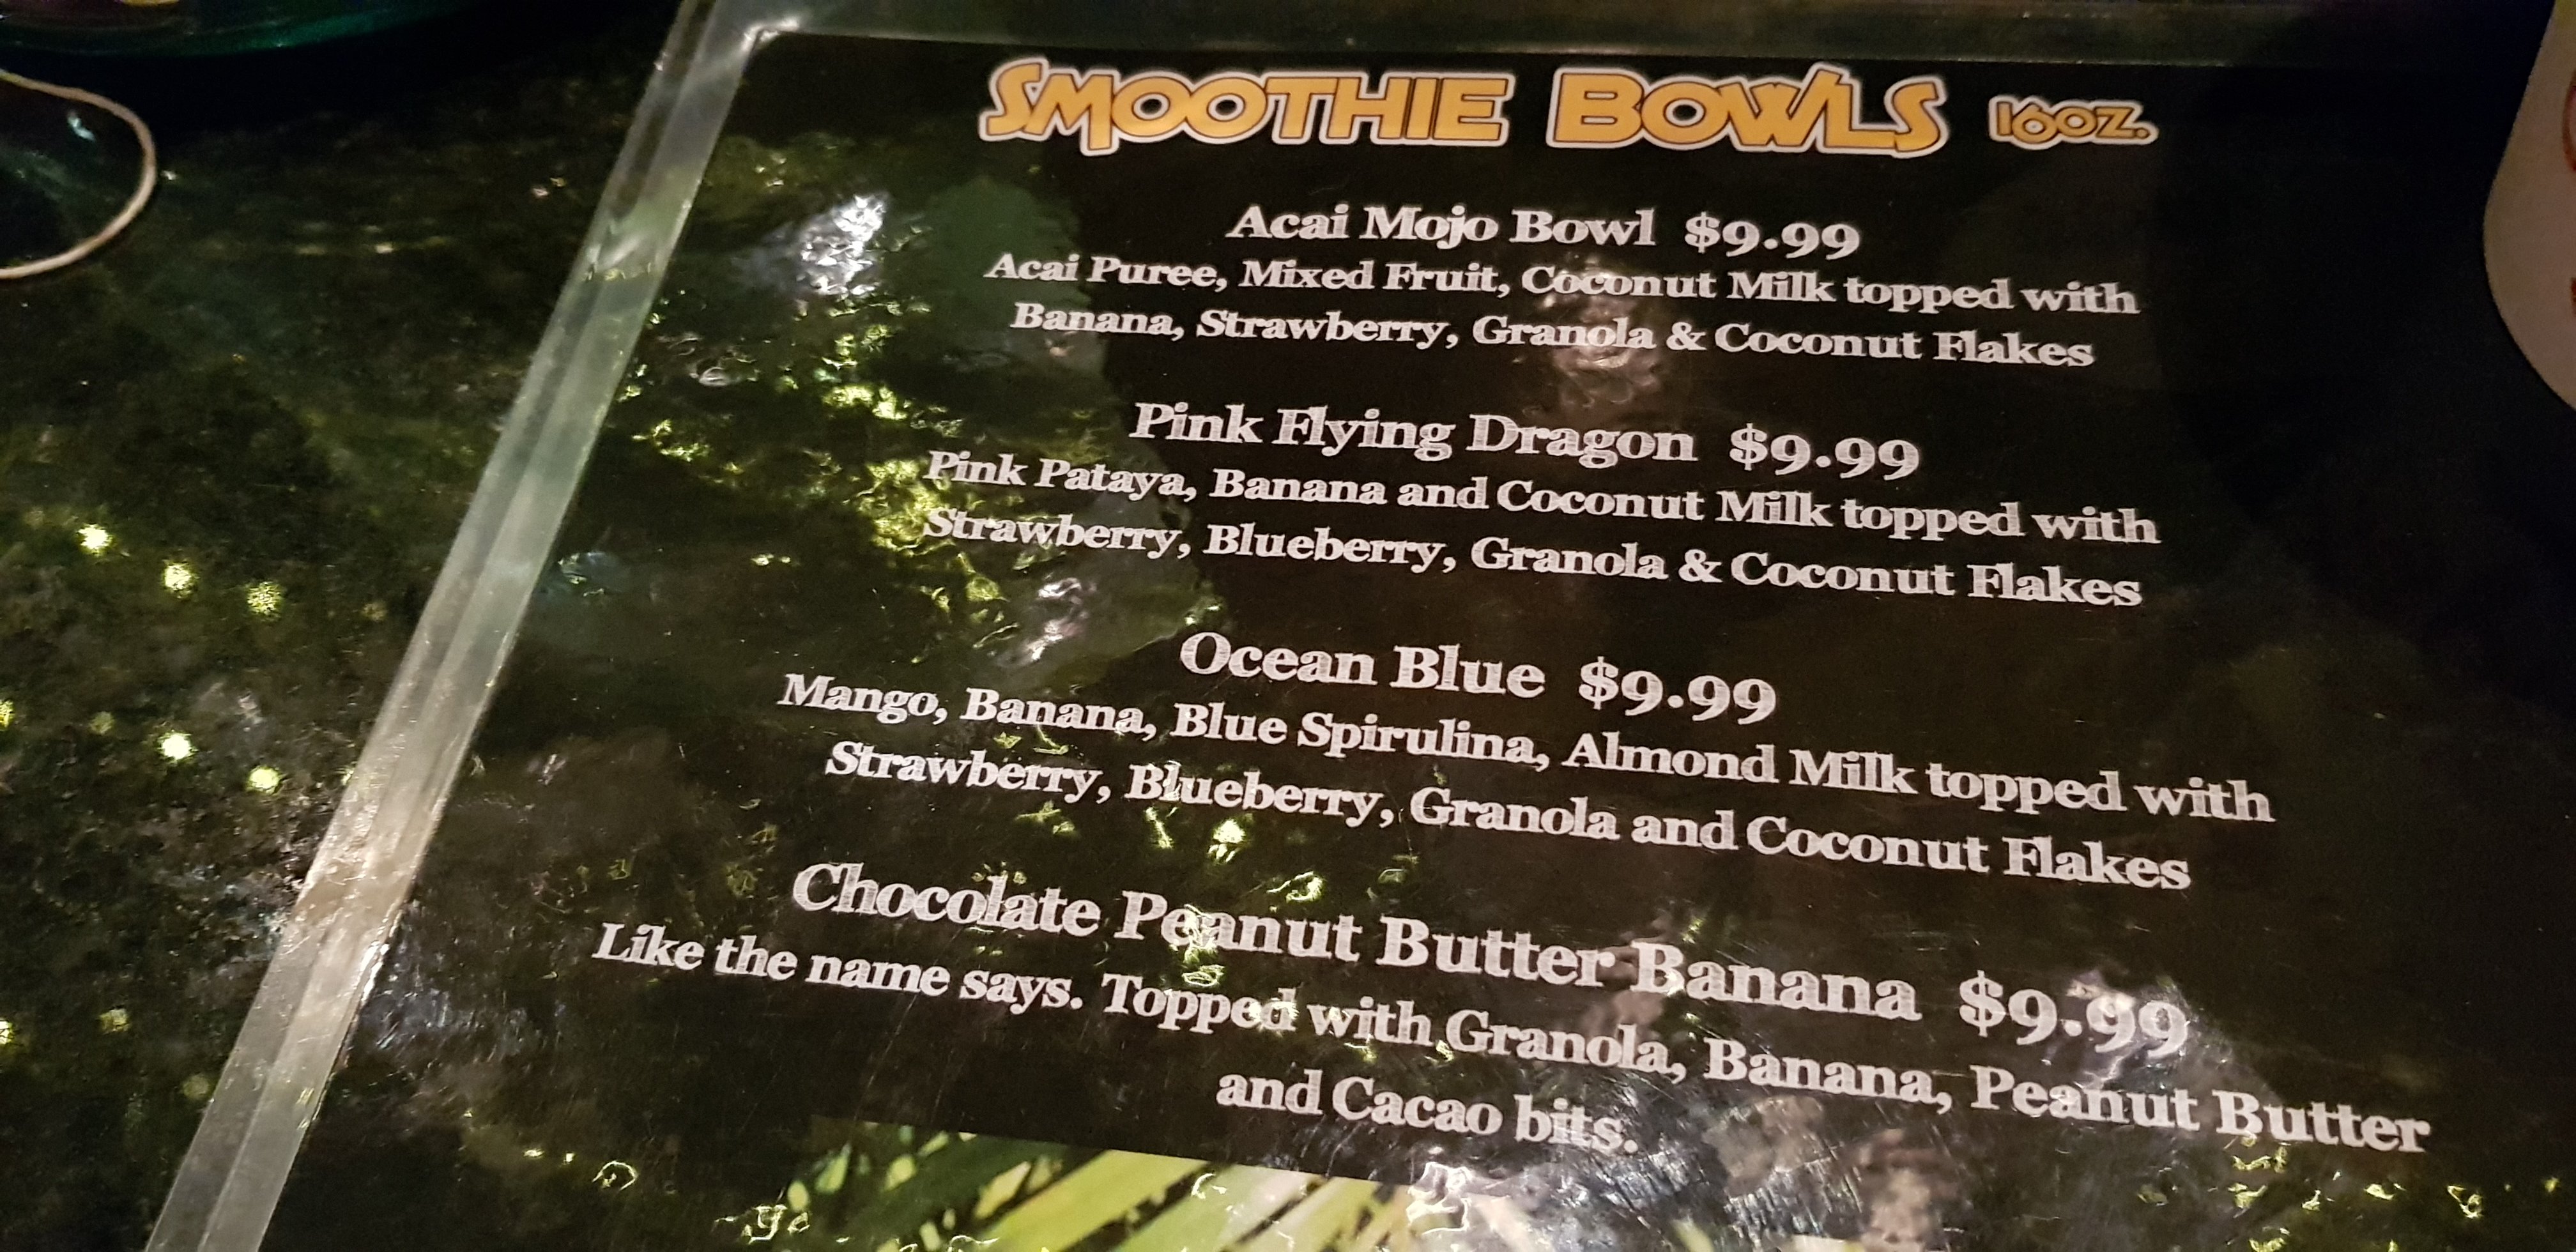 SMOOTHIE BOWLS 16OZ.
Acai Mojo Bowl $9.99
Acai Puree, Mixed Fruit, Coconut Milk topped with
Banana, Strawberry, Granola & Coconut Flakes
Pink Flying Dragon $9.99
Pink Pataya, Banana and Coconut Milk topped with
Strawberry, Blueberry, Granola & Coconut Flakes
Ocean Blue $9.99
Mango, Banana, Blue Spirulina, Almond Milk topped with
Strawberry, Blueberry, Granola and Coconut Flakes
Chocolate Peanut Butter Banana $9.99
Like the name says. Topped with Granola, Banana, Peanut Butter
and Cacao bits.